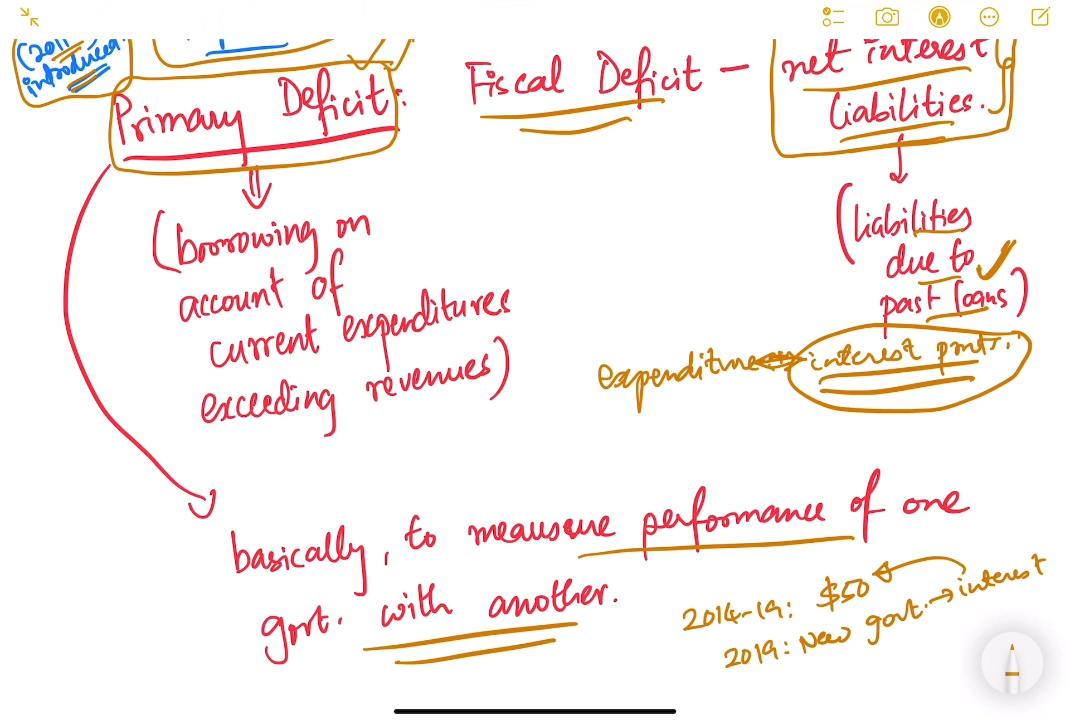 (201
introduced.
Primary Deficit:
Fiscal Deficit –
net interest
liabilities.
(borrowing on
account of
current expenditures
exceeding revenues)
(liabilities
due to
past loans)
expenditure
interest pmts.
basically, to measure performance of one
govt. with another.
2014-19: $50
2019: New govt. → interest